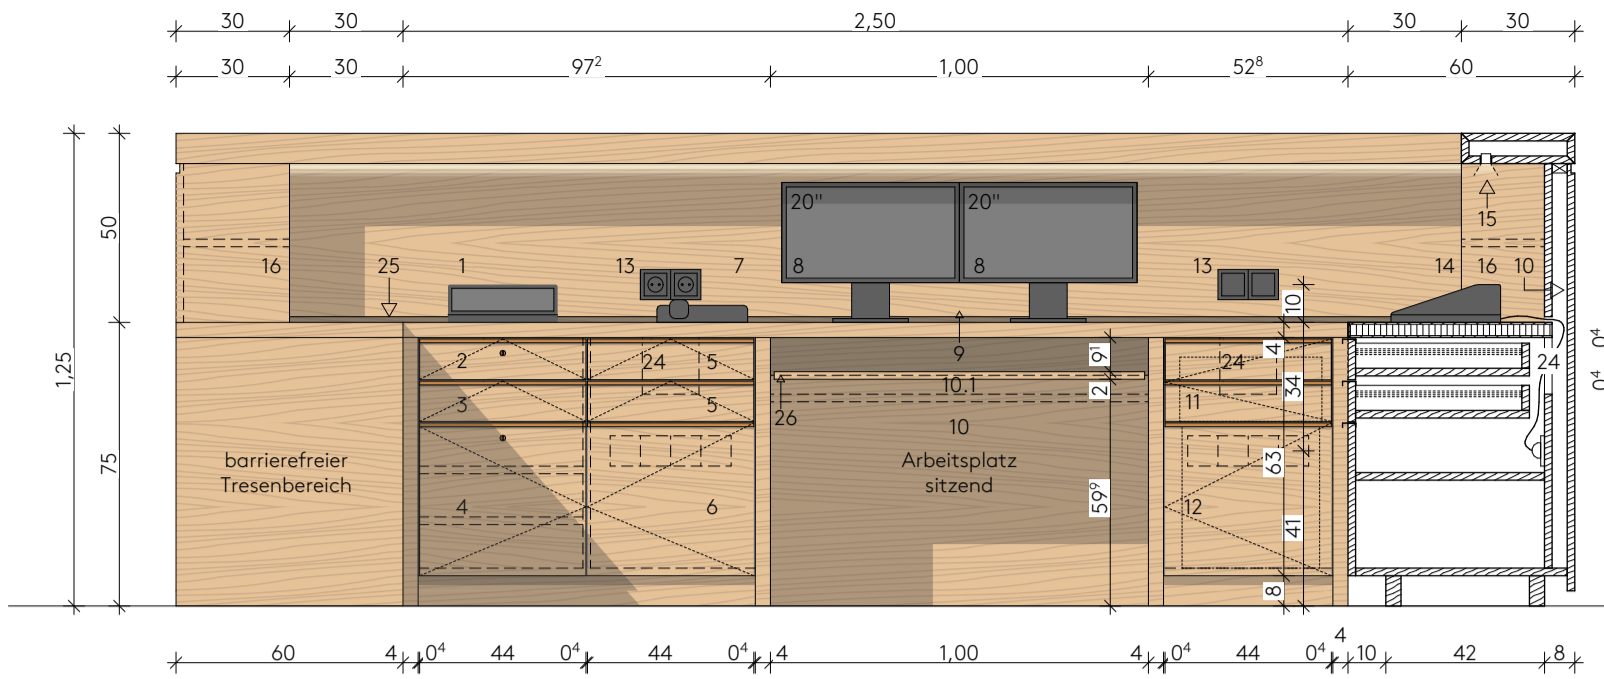 30 30 2,50 30 30
30 30 97² 1,00 52⁸ 60
1,25
50
75
20" 20"
15
16 25 1 13 7 8 8 13 14 16 10
10
9
4
9¹
2 24 5 24 24
0⁴
0⁴
10.1
2
34
3 5 26 11
10
barrierefreier
Tresenbereich
Arbeitsplatz
sitzend
63
4 6 59⁹ 12
41
8
4
60 4 0⁴ 44 0⁴ 44 0⁴ 4 1,00 4 0⁴ 44 0⁴ 10 42 8